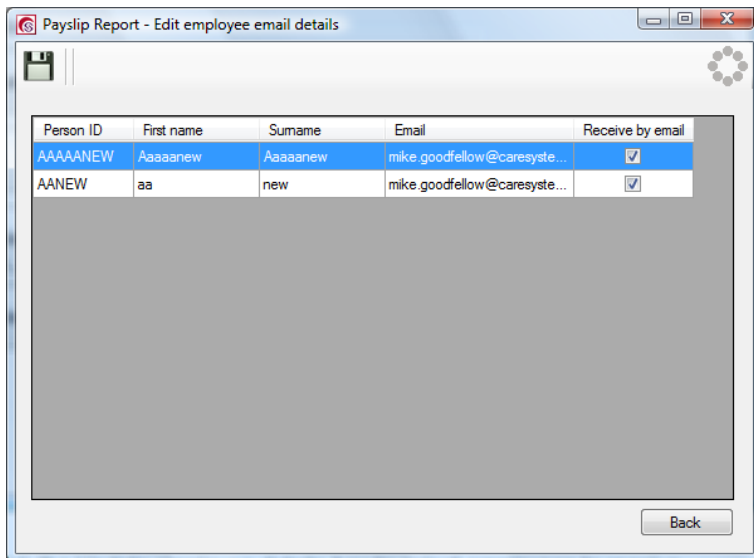 Payslip Report - Edit employee email details
Person ID First name Surname Email Receive by email
AAAAANEW Aaaaanew Aaaaanew mike.goodfellow@caresyste...
AANEW aa new mike.goodfellow@caresyste...
Back